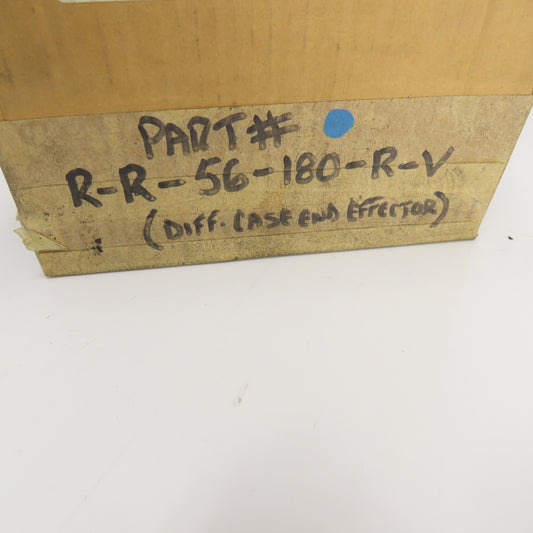 PART#
R-R-56-180-R-V
(DIFF. CASE END EFFECTOR)